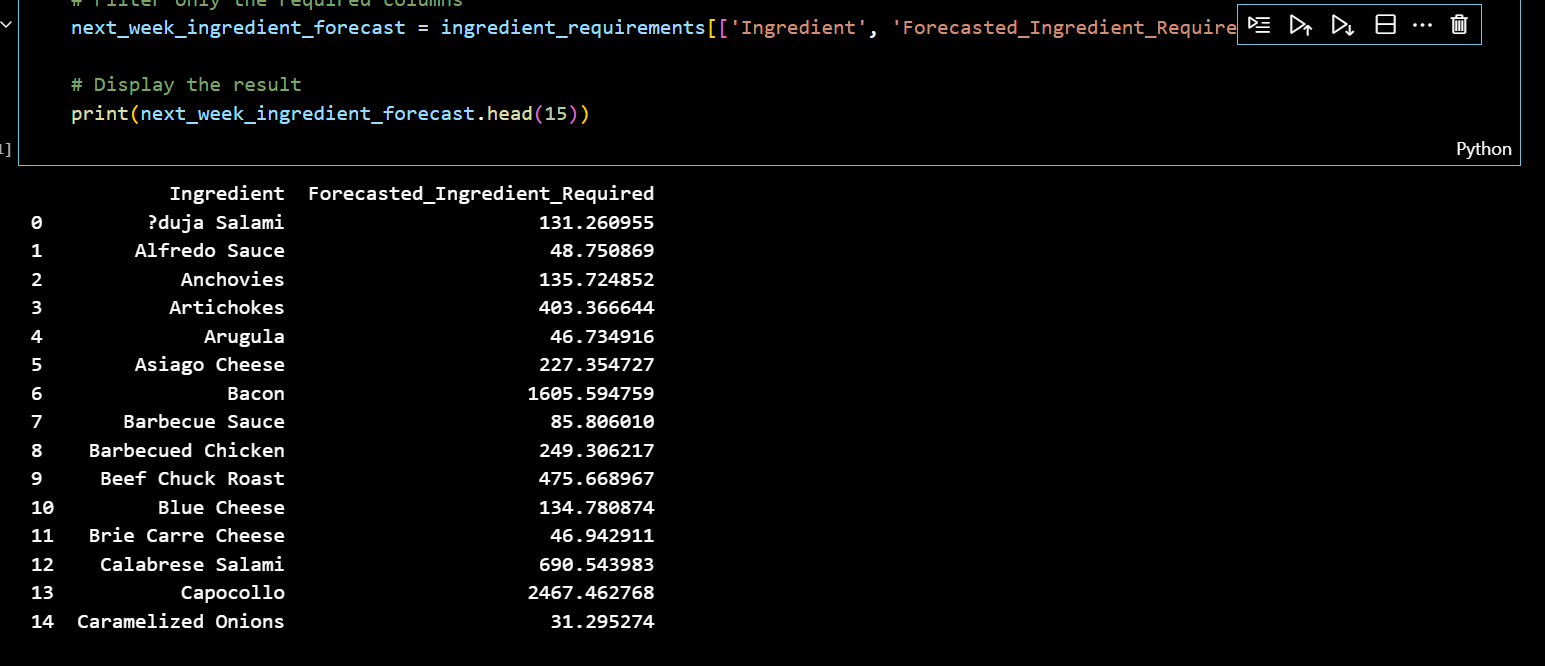 # Filter only the required columns
next_week_ingredient_forecast = ingredient_requirements[['Ingredient', 'Forecasted_Ingredient_Require
# Display the result
print(next_week_ingredient_forecast.head(15))
]
Python
Ingredient Forecasted_Ingredient_Required
0 ?duja Salami 131.260955
1 Alfredo Sauce 48.750869
2 Anchovies 135.724852
3 Artichokes 403.366644
4 Arugula 46.734916
5 Asiago Cheese 227.354727
6 Bacon 1605.594759
7 Barbecue Sauce 85.806010
8 Barbecued Chicken 249.306217
9 Beef Chuck Roast 475.668967
10 Blue Cheese 134.780874
11 Brie Carre Cheese 46.942911
12 Calabrese Salami 690.543983
13 Capocollo 2467.462768
14 Caramelized Onions 31.295274